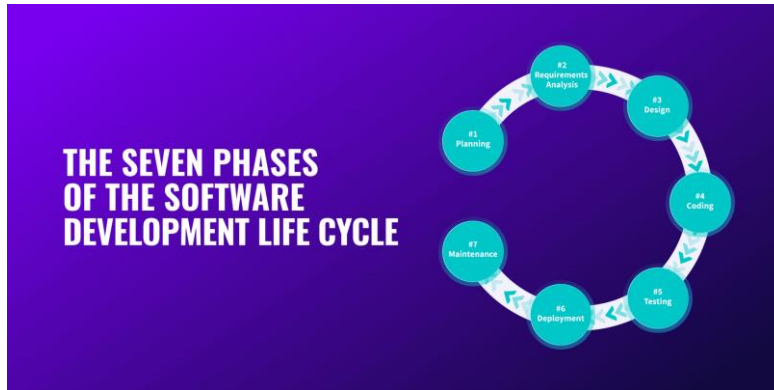 THE SEVEN PHASES
OF THE SOFTWARE
DEVELOPMENT LIFE CYCLE
#1
Planning
#2
Requirements
Analysis
#3
Design
#4
Coding
#5
Testing
#6
Deployment
#7
Maintenance